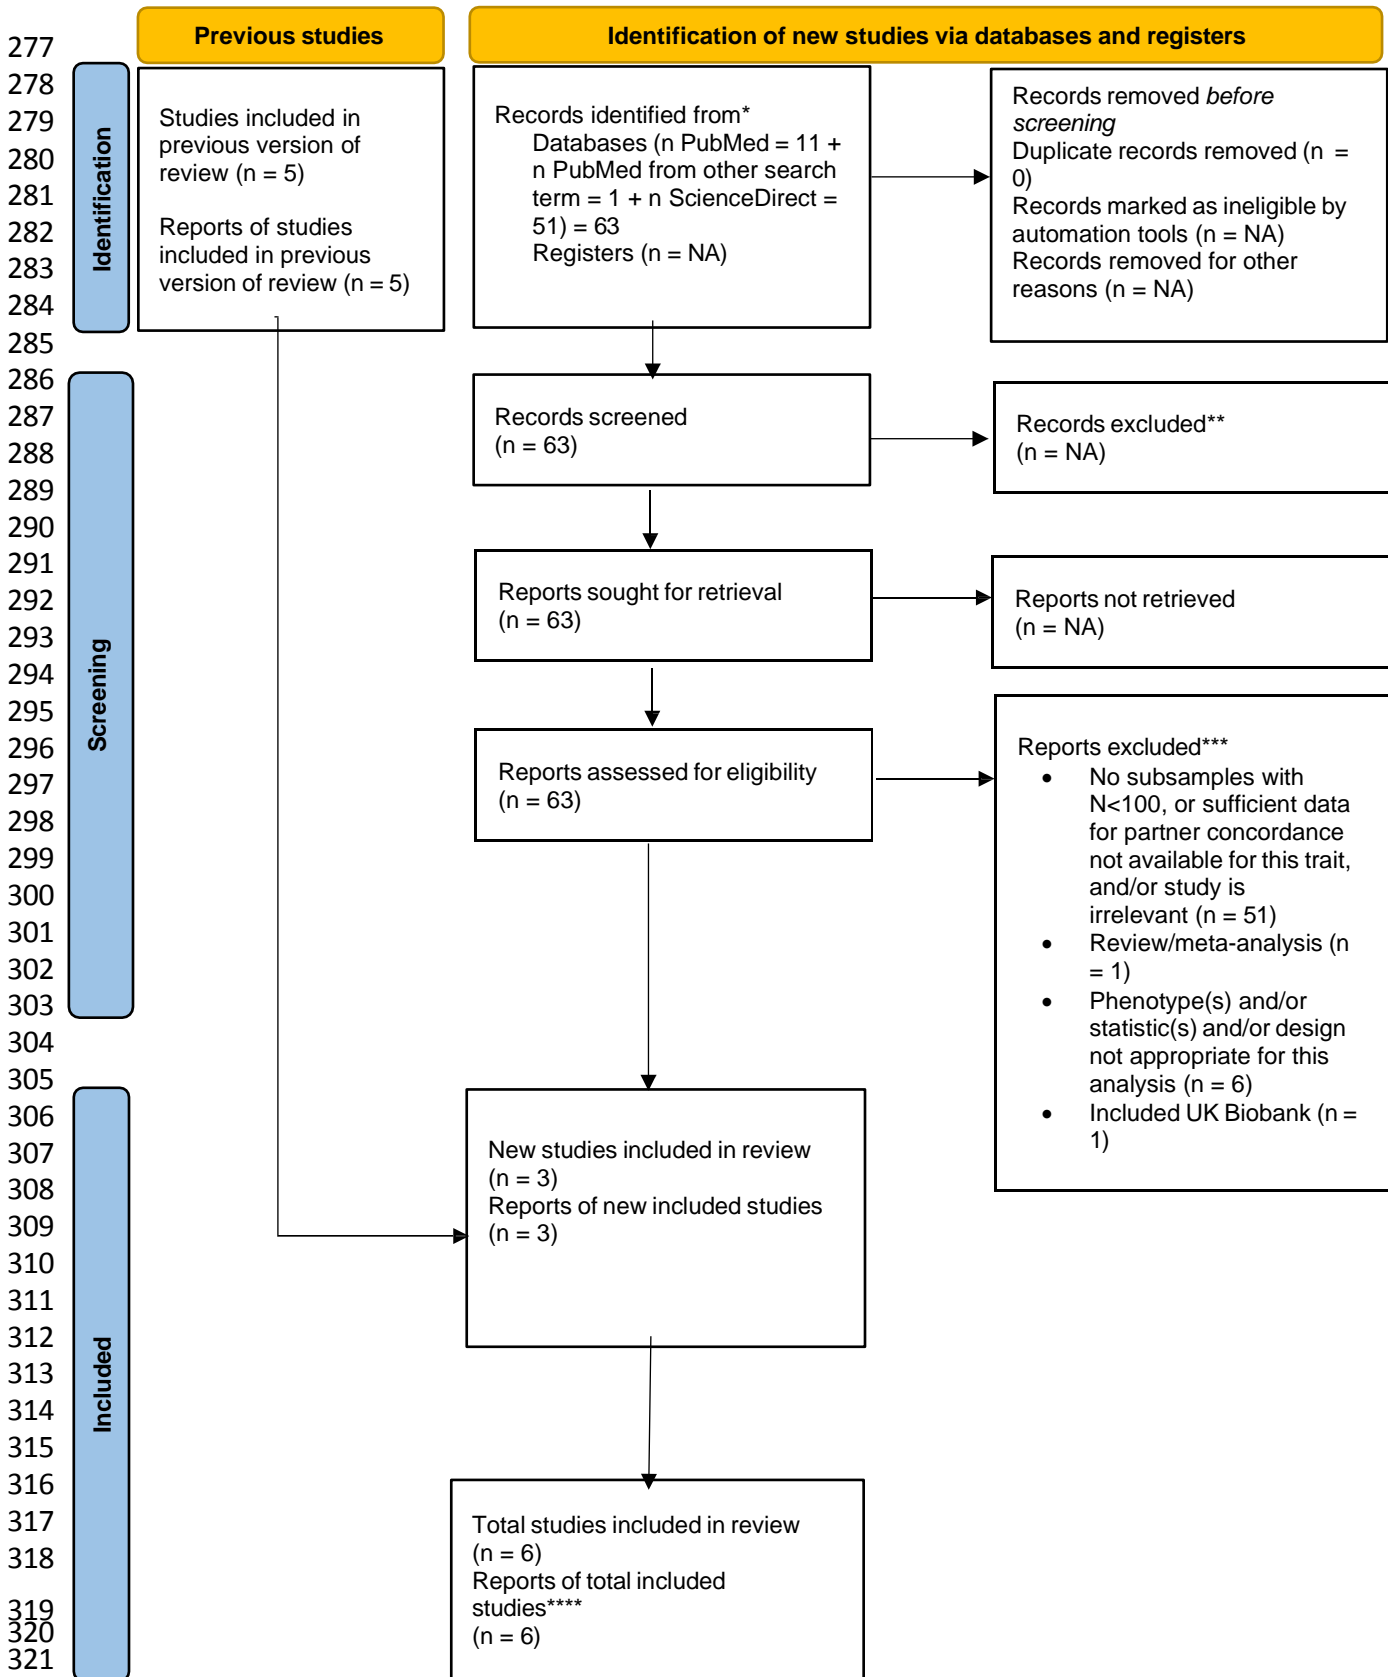 Previous studies
Identification of new studies via databases and registers
277
278
279
280
281
282
283
284
285
286
287
288
289
290
291
292
293
294
295
296
297
298
299
300
301
302
303
304
305
306
307
308
309
310
311
312
313
314
315
316
317
318
319
320
321
Identification
Studies included in
previous version of
review (n = 5)
Reports of studies
included in previous
version of review (n = 5)
Records identified from*
Databases (n PubMed = 11 +
n PubMed from other search
term = 1 + n ScienceDirect =
51) = 63
Registers (n = NA)
Records removed before
screening
Duplicate records removed (n =
0)
Records marked as ineligible by
automation tools (n = NA)
Records removed for other
reasons (n = NA)
Screening
Records screened
(n = 63)
Records excluded**
(n = NA)
Reports sought for retrieval
(n = 63)
Reports not retrieved
(n = NA)
Reports assessed for eligibility
(n = 63)
Reports excluded***
• No subsamples with
N<100, or sufficient data
for partner concordance
not available for this trait,
and/or study is
irrelevant (n = 51)
• Review/meta-analysis (n
= 1)
• Phenotype(s) and/or
statistic(s) and/or design
not appropriate for this
analysis (n = 6)
• Included UK Biobank (n =
1)
Included
New studies included in review
(n = 3)
Reports of new included studies
(n = 3)
Total studies included in review
(n = 6)
Reports of total included
studies****
(n = 6)